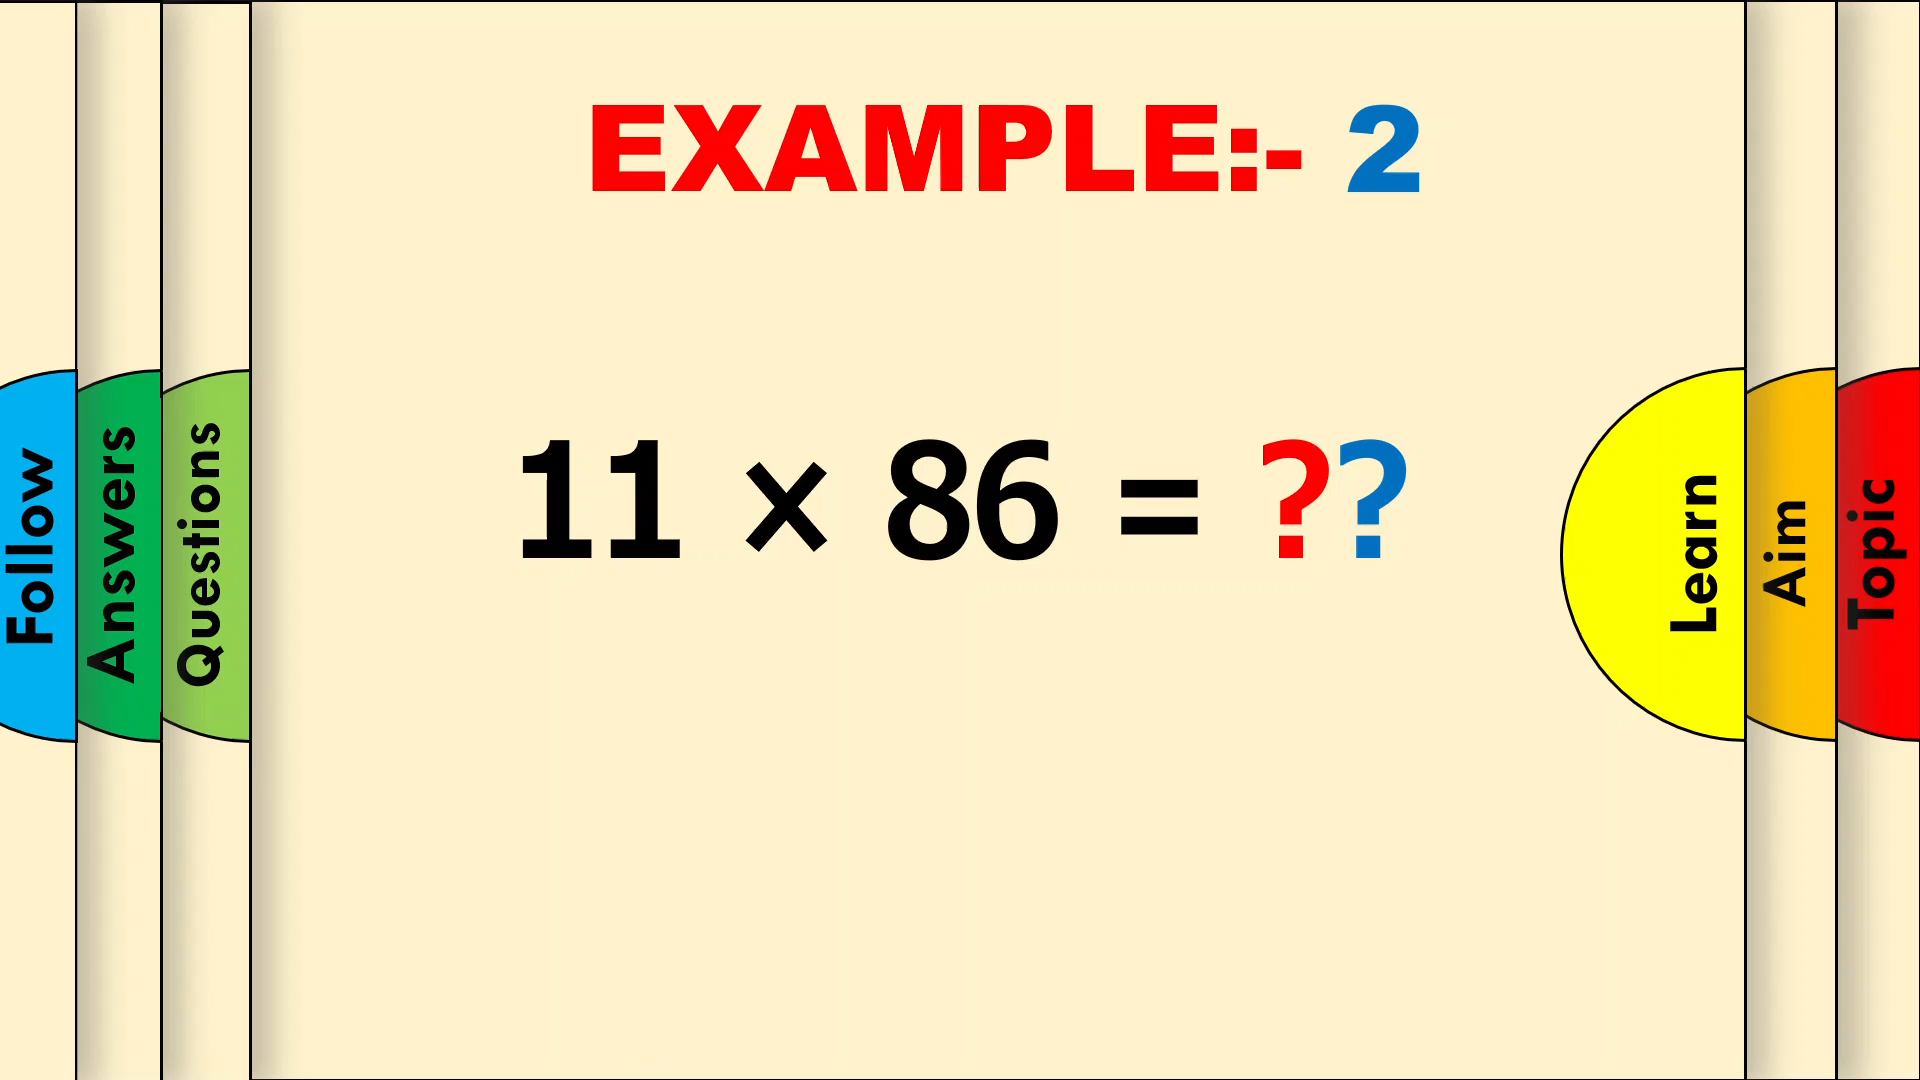 EXAMPLE:- 2
11 × 86 = ??
Follow
Answers
Questions
Learn
Aim
Topic